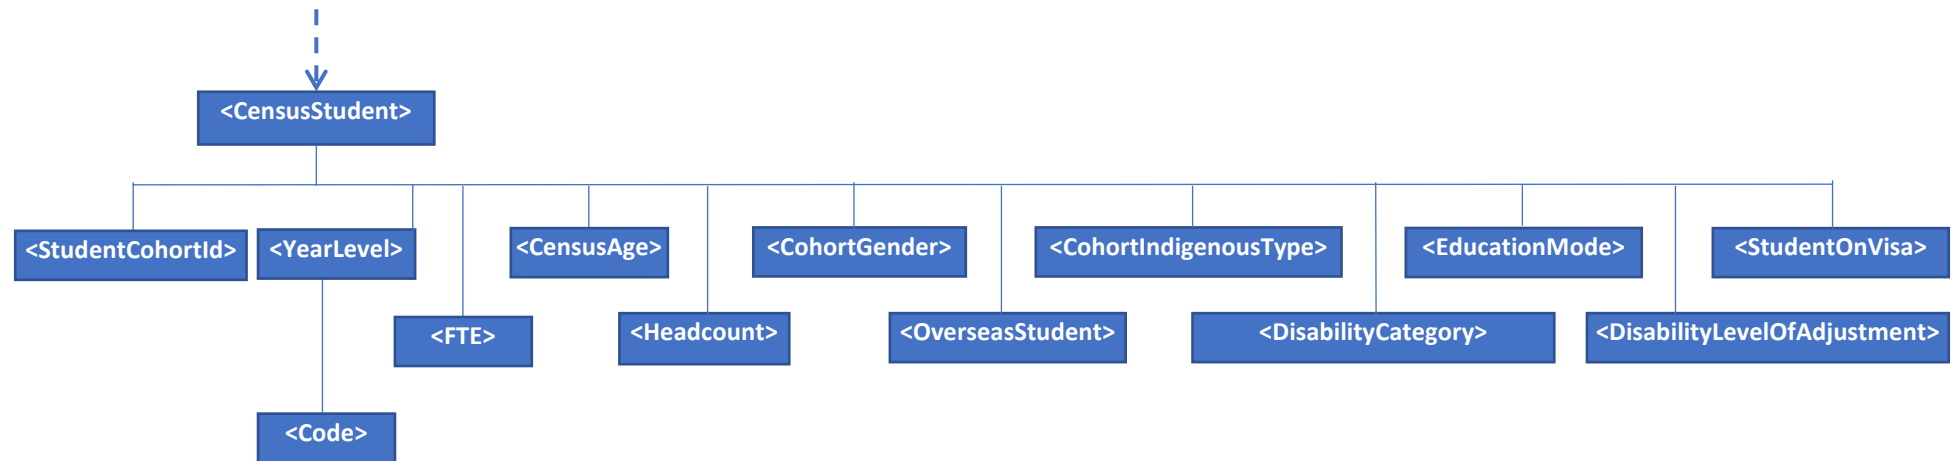 <CensusStudent>
<StudentCohortId>
<YearLevel>
<CensusAge>
<CohortGender>
<CohortIndigenousType>
<EducationMode>
<StudentOnVisa>
<FTE>
<Headcount>
<OverseasStudent>
<DisabilityCategory>
<DisabilityLevelOfAdjustment>
<Code>